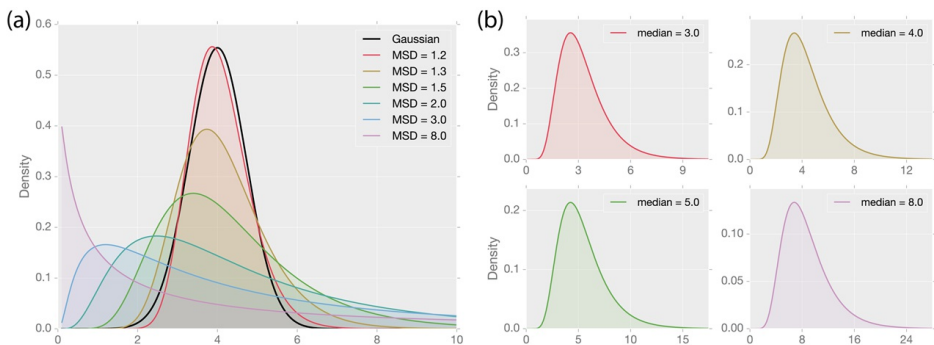 (a)
0.6
0.5
0.4
0.3
0.2
0.1
0.0
Density
0 2 4 6 8 10
Gaussian
MSD = 1.2
MSD = 1.3
MSD = 1.5
MSD = 2.0
MSD = 3.0
MSD = 8.0
(b)
0.3
0.2
0.1
0.0
Density
0 3 6 9
median = 3.0
0.2
0.1
0.0
0 4 8 12
median = 4.0
0.2
0.1
0.0
Density
0 5 10 15
median = 5.0
0.10
0.05
0.00
0 8 16 24
median = 8.0